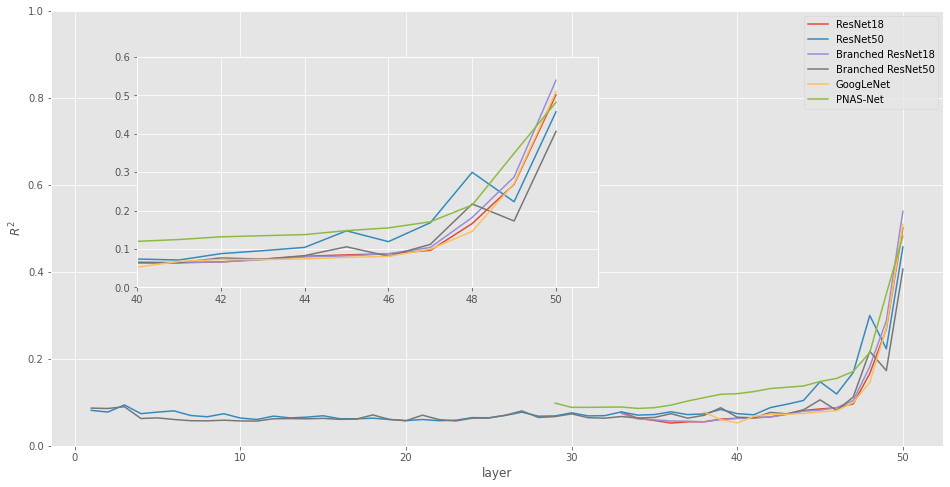 1.0
0.8
0.6
0.4
0.2
0.0
R²
0 10 20 30 40 50
layer
0.6
0.5
0.4
0.3
0.2
0.1
0.0
40 42 44 46 48 50
ResNet18
ResNet50
Branched ResNet18
Branched ResNet50
GoogLeNet
PNAS-Net